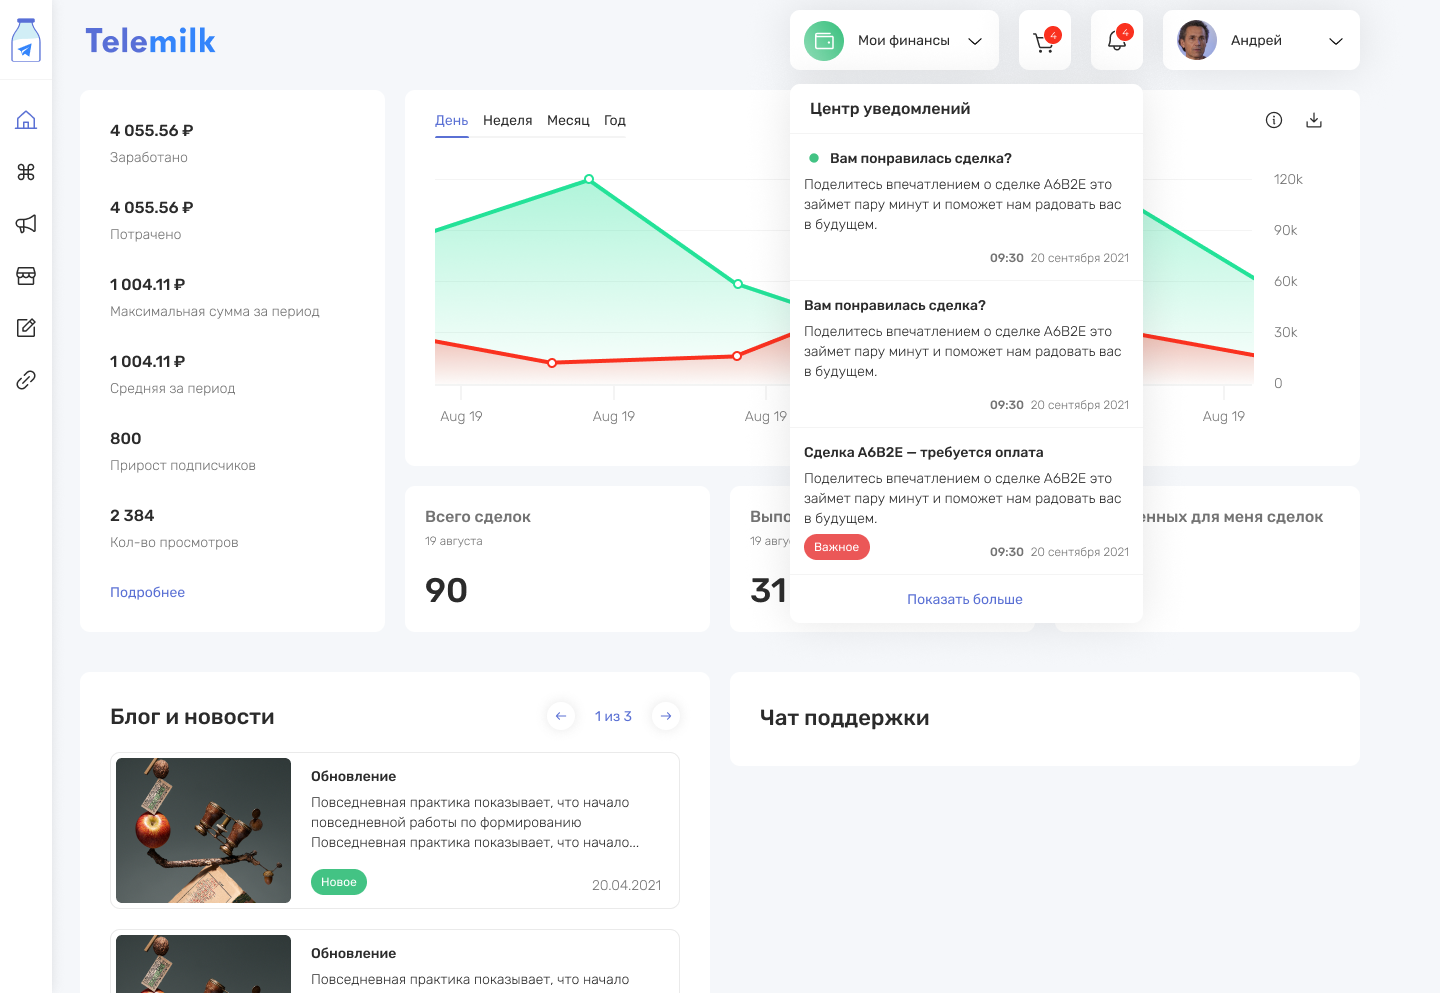 Telemilk
Мои финансы
4
4
Андрей
4 055.56 ₽
Заработано
4 055.56 ₽
Потрачено
1 004.11 ₽
Максимальная сумма за период
1 004.11 ₽
Средняя за период
800
Прирост подписчиков
2 384
Кол-во просмотров
Подробнее
День Неделя Месяц Год
120k
90k
60k
30k
0
Aug 19 Aug 19 Aug 19 Aug 19
Центр уведомлений
Вам понравилась сделка?
Поделитесь впечатлением о сделке A6B2E это
займет пару минут и поможет нам радовать вас
в будущем.
09:30 20 сентября 2021
Вам понравилась сделка?
Поделитесь впечатлением о сделке A6B2E это
займет пару минут и поможет нам радовать вас
в будущем.
09:30 20 сентября 2021
Сделка A6B2E — требуется оплата
Поделитесь впечатлением о сделке A6B2E это
займет пару минут и поможет нам радовать вас
в будущем.
Важное
09:30 20 сентября 2021
Показать больше
Всего сделок
19 августа
90
Выпо
19 авгу
31
енных для меня сделок
Блог и новости
1 из 3
Обновление
Повседневная практика показывает, что начало
повседневной работы по формированию
Повседневная практика показывает, что начало...
Новое
20.04.2021
Обновление
Повседневная практика показывает, что начало
Чат поддержки